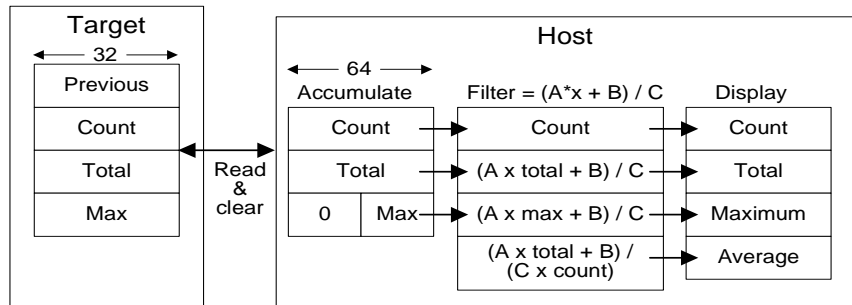 Target
Host
32
Previous
Count
Total
Max
Read
&
clear
64
Accumulate
Count
Total
0 Max
Filter = (A*x + B) / C
Count
(A x total + B) / C
(A x max + B) / C
(A x total + B) /
(C x count)
Display
Count
Total
Maximum
Average